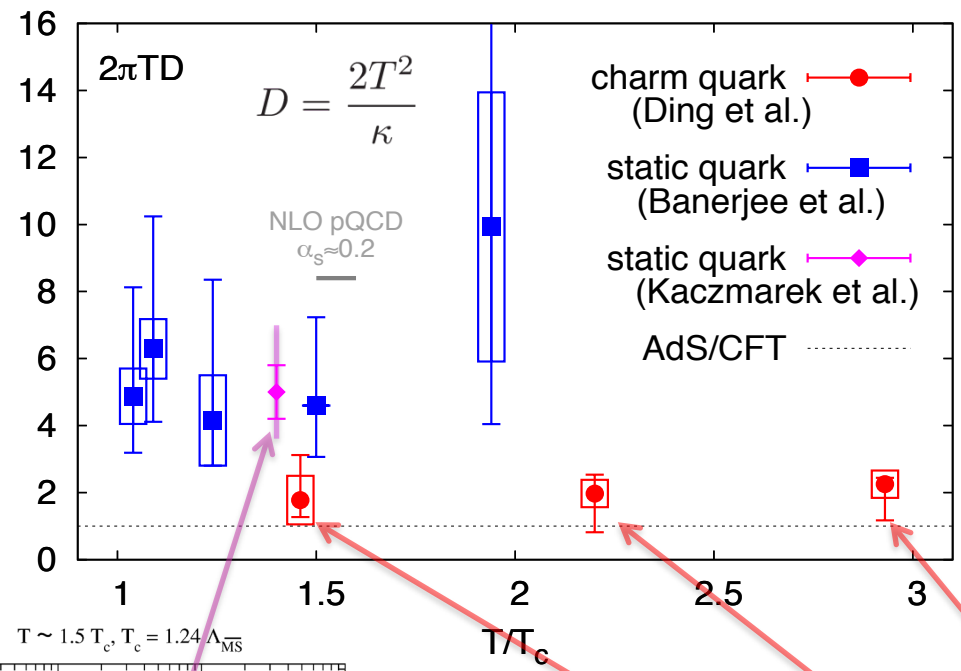 16
14
12
10
8
6
4
2
0
2πTD
D = 2T²/κ
NLO pQCD
αₛ≈0.2
charm quark
(Ding et al.)
static quark
(Banerjee et al.)
static quark
(Kaczmarek et al.)
AdS/CFT
1 1.5 2 2.5 3
T/T_c
T ~ 1.5 T_c, T_c = 1.24 Λ_MS̅